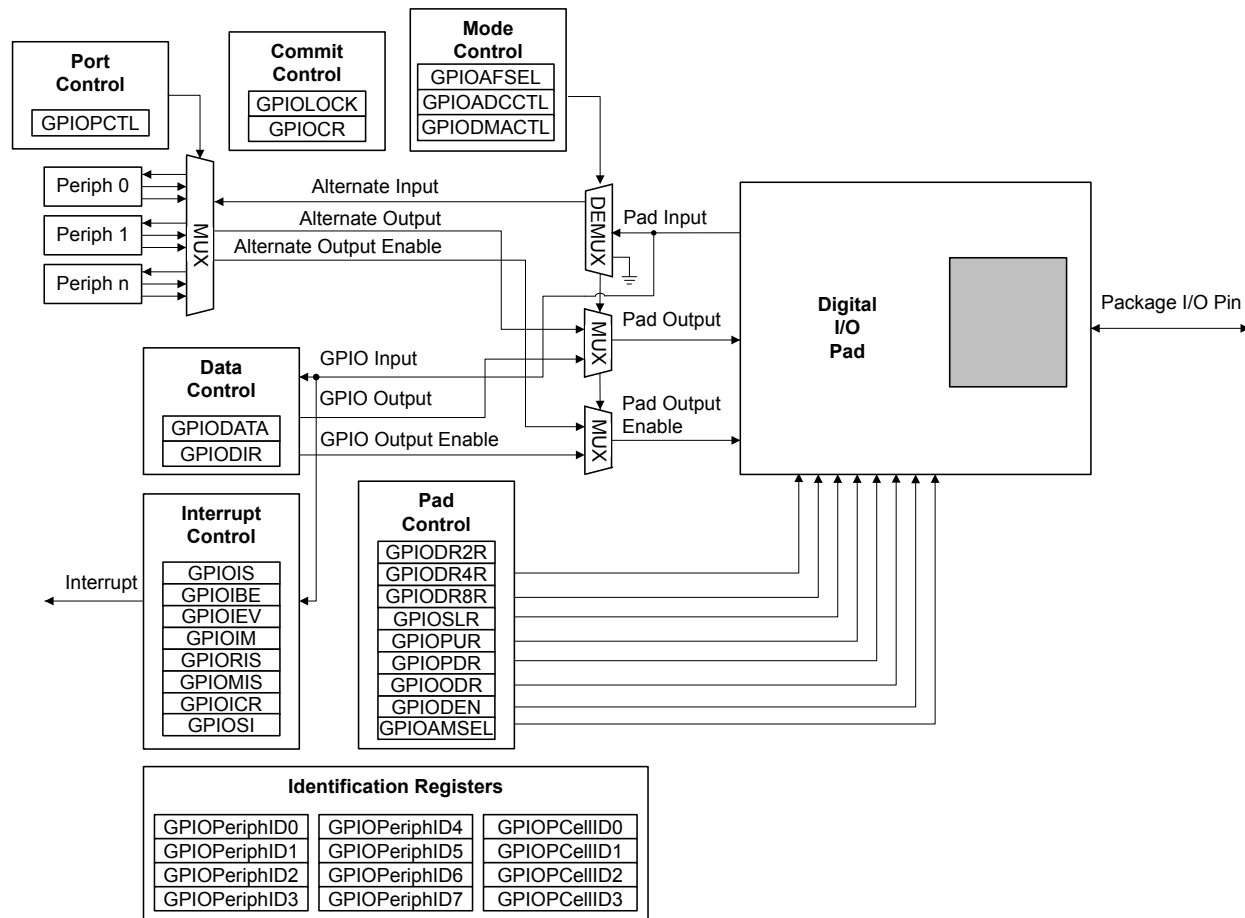 Port
Control
GPIOPCTL
Commit
Control
GPIOLOCK
GPIOCR
Mode
Control
GPIOAFSEL
GPIOADCCTL
GPIODMACTL
Periph 0
Periph 1
Periph n
MUX
Alternate Input
Alternate Output
Alternate Output Enable
DEMUX
Pad Input
MUX
Pad Output
MUX
Pad Output
Enable
Digital
I/O
Pad
Package I/O Pin
Data
Control
GPIODATA
GPIODIR
GPIO Input
GPIO Output
GPIO Output Enable
Interrupt
Control
GPIOIS
GPIOIBE
GPIOIEV
GPIOIM
GPIORIS
GPIOMIS
GPIOICR
GPIOSI
Interrupt
Pad
Control
GPIODR2R
GPIODR4R
GPIODR8R
GPIOSLR
GPIOPUR
GPIOPDR
GPIOODR
GPIODEN
GPIOAMSEL
Identification Registers
GPIOPeriphID0
GPIOPeriphID1
GPIOPeriphID2
GPIOPeriphID3
GPIOPeriphID4
GPIOPeriphID5
GPIOPeriphID6
GPIOPeriphID7
GPIOPCellID0
GPIOPCellID1
GPIOPCellID2
GPIOPCellID3